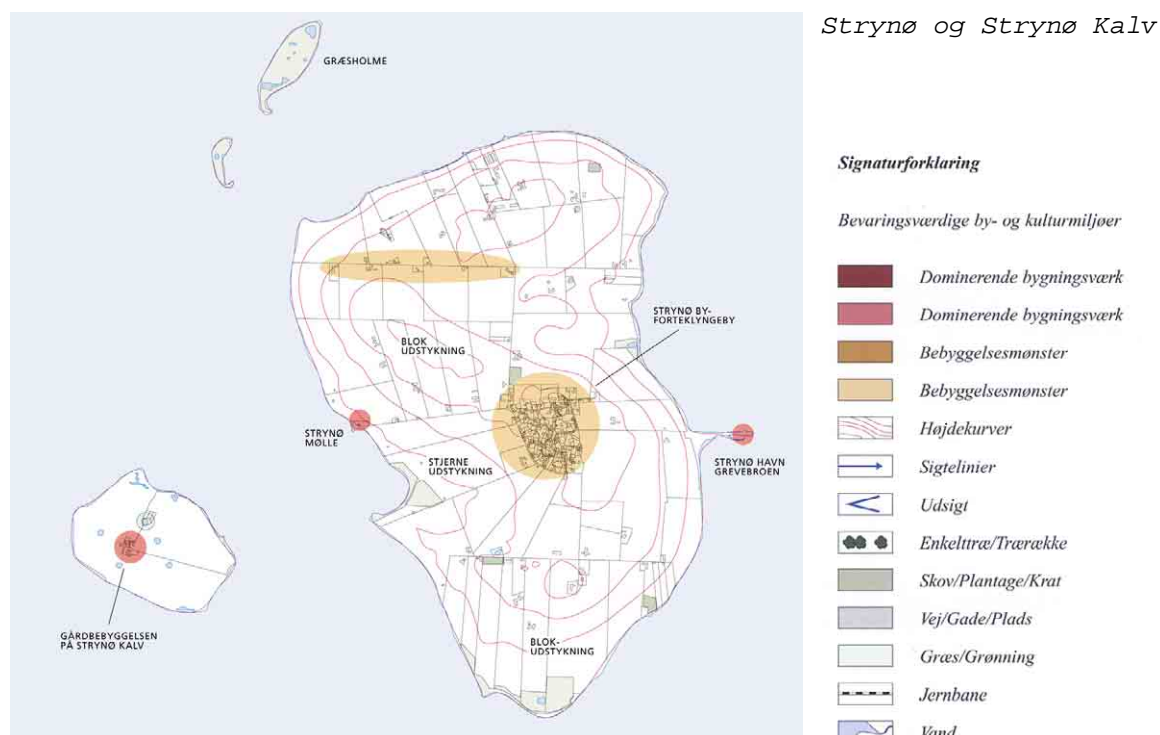 Strynø og Strynø Kalv
GRÆSHOLME
STRYNØ BY-
FORTEKLYNGEBY
BLOK
UDSTYKNING
STRYNØ
MØLLE
STJERNE
UDSTYKNING
STRYNØ HAVN
GREVEBROEN
GÅRDBEBYGGELSEN
PÅ STRYNØ KALV
BLOK-
UDSTYKNING
Signaturforklaring
Bevaringsværdige by- og kulturmiljøer
Dominerende bygningsværk
Dominerende bygningsværk
Bebyggelsesmønster
Bebyggelsesmønster
Højdekurver
Sigtelinier
Udsigt
Enkelttræ/Trærække
Skov/Plantage/Krat
Vej/Gade/Plads
Græs/Grønning
Jernbane
Vand